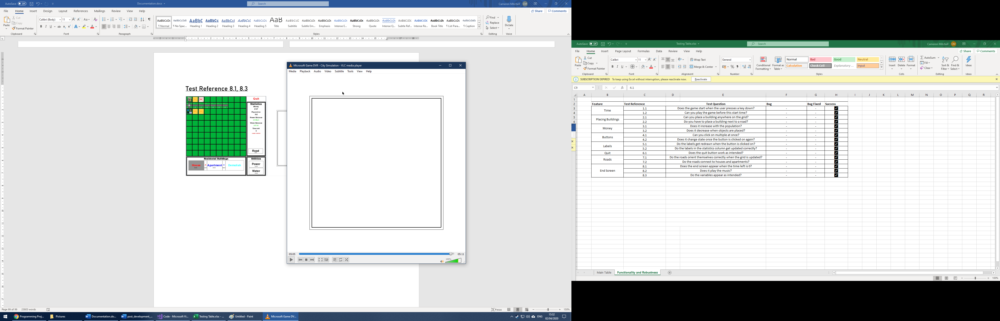 AutoSave Off
Documentation.docx
Search
Cameron Mitchell CM
File Home Insert Design Layout References Mailings Review View Help
Share Comments
Paste
Cut
Copy
Format Painter
Clipboard
Calibri (Body) 11
Font
Paragraph
AaBbCcDc ¶ Normal
AaBbCcDc ¶ No Spac...
AaBbC Heading 1
AaBbCc Heading 2
AaBbCcI Heading 3
AaBbCcL Heading 4
AaBbCcDc Heading 5
AaB Title
AaBbCcC Subtitle
AaBbCcDc Subtle Em...
AaBbCcDc Emphasis
AaBbCcDc Intense E...
AaBbCcDc Strong
AaBbCcDc Quote
AaBbCcDc Intense Q...
AABBCCDC Subtle Ref...
AABBCCDC Intense Re...
AaBbCcDc Book Title
AaBbCcDc ¶ List Para...
AaBbCcDdEe ¶ Caption
Styles
Find
Replace
Select
Editing
Dictate
Voice
Test Reference 8.1, 8.3
Quit
Statistics
Money
£147
Population
740
Power Balance
Water Balance
Time left
0
Road
Residental Buildings
House
Apartment
Demolish
Utilities
Power
Water
Microsoft Game DVR - City Simulation - VLC media player
Media Playback Audio Video Subtitle Tools View Help
05:05
05:11
100%
Page 99 of 99 23803 words
Focus
150%
Programming Proj...
Pictures
Documentation.do...
post_development_...
Code - Microsoft Vi...
Testing Table.xlsx - ...
Untitled - Paint
Microsoft Game DV...
ENG
15:32
02/04/2020
AutoSave Off
Testing Table.xlsx
Search
Cameron Mitchell CM
File Home Insert Page Layout Formulas Data Review View Help
Share Comments
Paste
Cut
Copy
Format Painter
Clipboard
Calibri 11
Font
Wrap Text
Merge & Center
Alignment
General
Number
Conditional Formatting
Format as Table
Normal Bad Good Neutral
Calculation Check Cell Explanatory ... Input
Styles
Insert Delete Format
Cells
AutoSum
Fill
Clear
Sort & Filter
Find & Select
Editing
Ideas
Ideas
SUBSCRIPTION EXPIRED To keep using Excel without interruption, please reactivate now. Reactivate
C9 fx 4.1
A B C D E F G H I J K L M N O P Q R
1
2 Feature Test Reference Test Question Bug Bug Fixed Success
3 Time 1.1 Does the game start when the user presses a key down? - -
4 1.2 Can you play the game before this start time? - -
5 Placing Buildings 2.1 Can you place a building anywhere on the grid? - -
6 2.2 Do you have to place a building next to a road? - -
Money 3.1 Does it increase with the population? - -
3.2 Does it decrease when objects are placed? - -
Buttons 4.1 Can you click on multiple at once? - -
4.2 Does it change state once the button is clicked on again? - -
Labels 5.1 Do the labels get redrawn when the button is clicked on? - -
5.2 Do the labels in the statistics column get updated correctly? - -
Quit 6.1 Does the quit button work as intended? - -
Roads 7.1 Do the roads orient themselves correctly when the grid is updated? - -
7.2 Do the roads connect to houses and apartments? - -
End Screen 8.1 Does the end screen appear when the time left is 0? - -
8.2 Does it play the music? - -
8.3 Do the variables appear as intended? - -
Main Table
Functionality and Robustness
100%